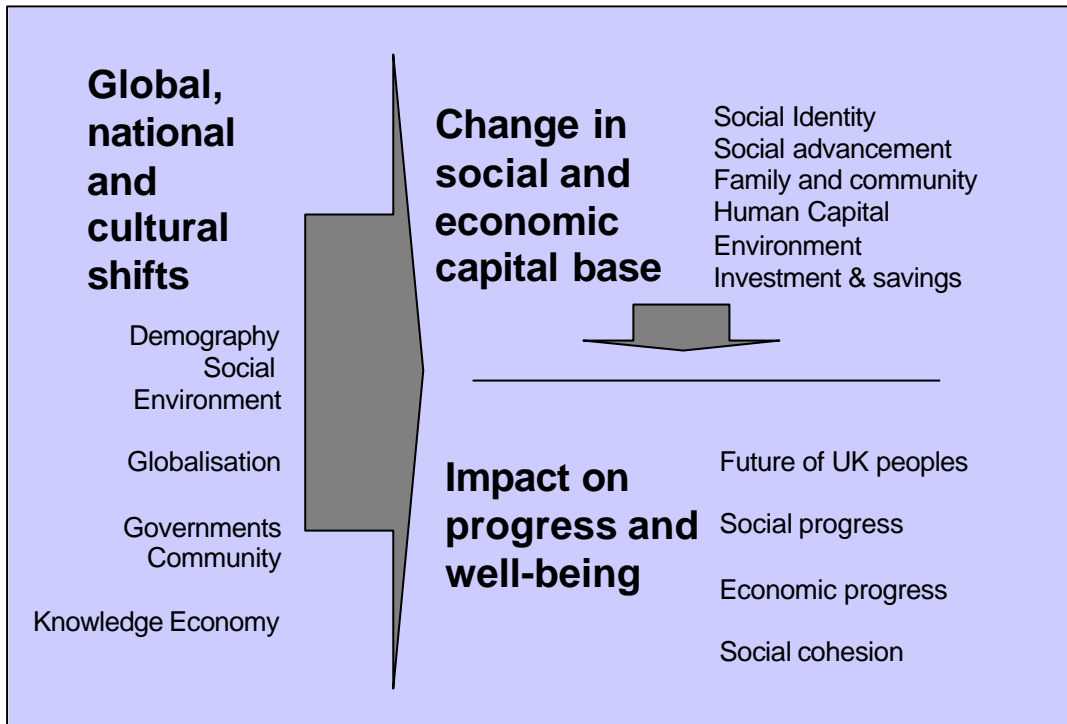 Global,
national
and
cultural
shifts
Demography
Social
Environment
Globalisation
Governments
Community
Knowledge Economy
Change in
social and
economic
capital base
Social Identity
Social advancement
Family and community
Human Capital
Environment
Investment & savings
Impact on
progress and
well-being
Future of UK peoples
Social progress
Economic progress
Social cohesion